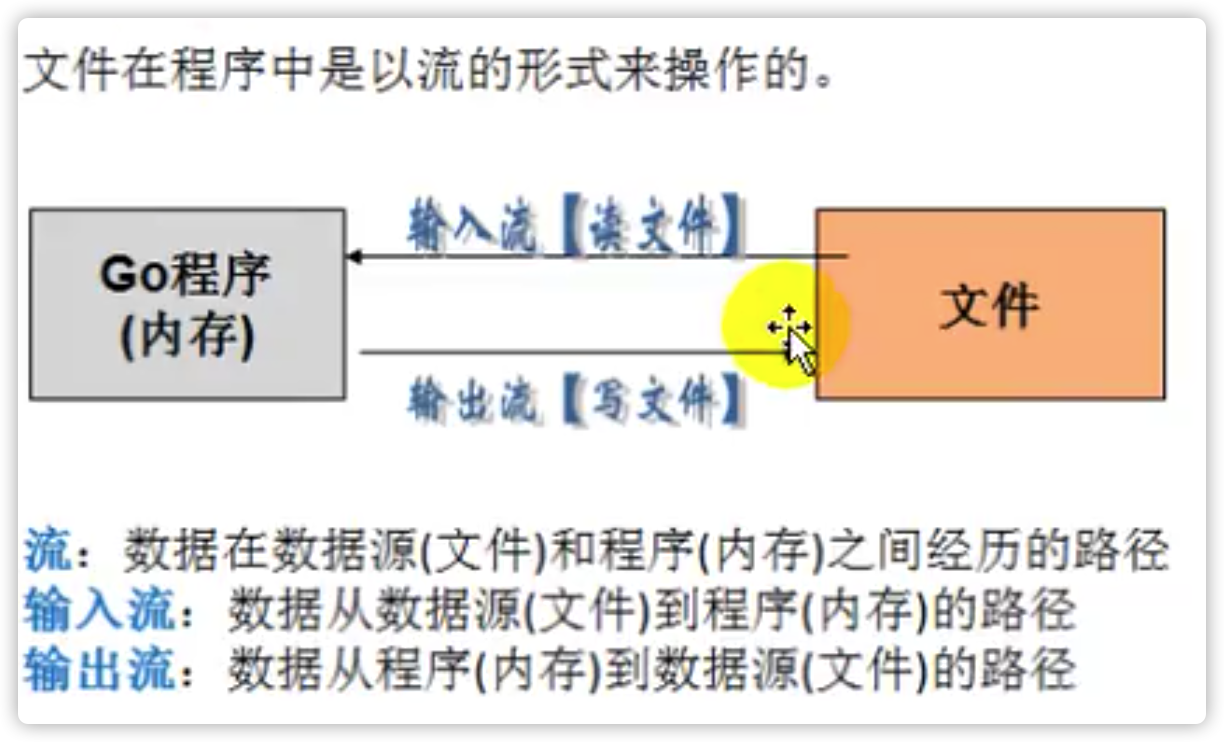 文件在程序中是以流的形式来操作的。
输入流【读文件】
Go程序
(内存)
文件
输出流【写文件】
流：数据在数据源(文件)和程序(内存)之间经历的路径
输入流：数据从数据源(文件)到程序(内存)的路径
输出流：数据从程序(内存)到数据源(文件)的路径